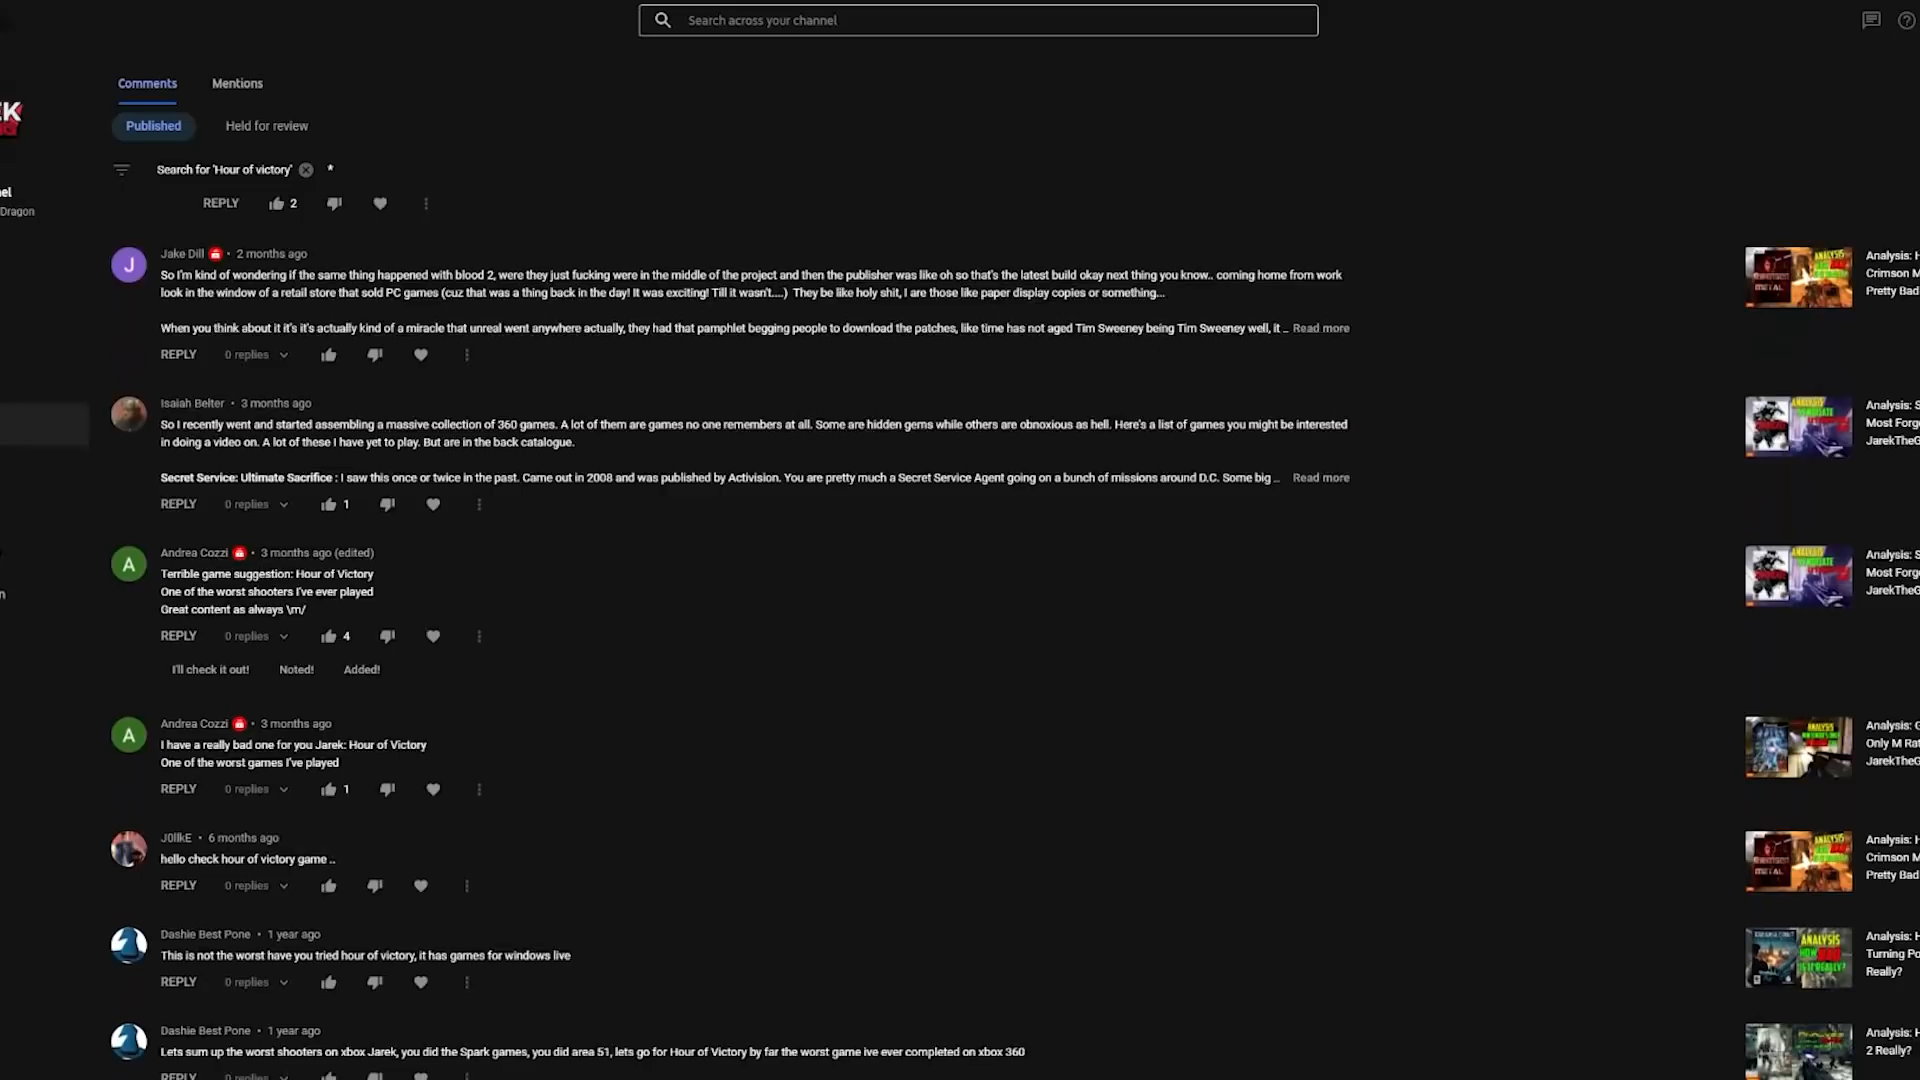 Search across your channel
Comments
Mentions
Published
Held for review
Search for 'Hour of victory'
*
REPLY
2
Jake Dill • 2 months ago
So I'm kind of wondering if the same thing happened with blood 2, were they just fucking were in the middle of the project and then the publisher was like oh so that's the latest build okay next thing you know.. coming home from work
look in the window of a retail store that sold PC games (cuz that was a thing back in the day! It was exciting! Till it wasn't....) They be like holy shit, I are those like paper display copies or something...
When you think about it it's it's actually kind of a miracle that unreal went anywhere actually, they had that pamphlet begging people to download the patches, like time has not aged Tim Sweeney being Tim Sweeney well, it ... Read more
REPLY 0 replies
Analysis: H
Crimson M
Pretty Bad
Isaiah Belter • 3 months ago
So I recently went and started assembling a massive collection of 360 games. A lot of them are games no one remembers at all. Some are hidden gems while others are obnoxious as hell. Here's a list of games you might be interested
in doing a video on. A lot of these I have yet to play. But are in the back catalogue.
Secret Service: Ultimate Sacrifice : I saw this once or twice in the past. Came out in 2008 and was published by Activision. You are pretty much a Secret Service Agent going on a bunch of missions around D.C. Some big ... Read more
REPLY 0 replies 1
Analysis: S
Most Forge
JarekTheG
Andrea Cozzi • 3 months ago (edited)
Terrible game suggestion: Hour of Victory
One of the worst shooters I've ever played
Great content as always \m/
REPLY 0 replies 4
I'll check it out! Noted! Added!
Analysis: S
Most Forge
JarekTheG
Andrea Cozzi • 3 months ago
I have a really bad one for you Jarek: Hour of Victory
One of the worst games I've played
REPLY 0 replies 1
Analysis: G
Only M Rat
JarekTheG
J0llkE • 6 months ago
hello check hour of victory game ..
REPLY 0 replies
Analysis: H
Crimson M
Pretty Bad
Dashie Best Pone • 1 year ago
This is not the worst have you tried hour of victory, it has games for windows live
REPLY 0 replies
ANALYSIS
HOW BAD
IS IT REALLY?
Analysis: H
Turning Po
Really?
Dashie Best Pone • 1 year ago
Lets sum up the worst shooters on xbox Jarek, you did the Spark games, you did area 51, lets go for Hour of Victory by far the worst game ive ever completed on xbox 360
REPLY 0 replies
Analysis: H
2 Really?
EK
nel
Dragon
n